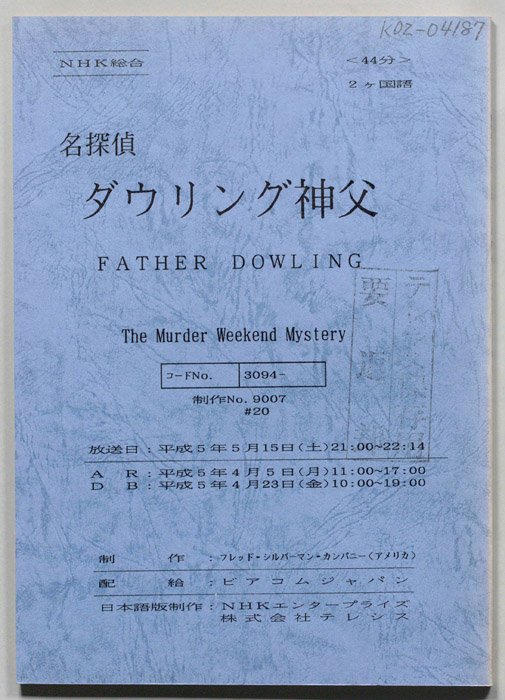 KOZ-04187
NHK総合
<44分>
2ヶ国語
名探偵
ダウリング神父
FATHER DOWLING
The Murder Weekend Mystery
コードNo. 3094-
制作No. 9007
#20
放送日:平成5年5月15日(土)21:00~22:14
AR:平成5年4月5日(月)11:00~17:00
DB:平成5年4月23日(金)10:00~19:00
制作:フレッド・シルバーマン・カンパニー(アメリカ)
配給:ビアコムジャパン
日本語版制作:NHKエンタープライズ
株式会社テレシス